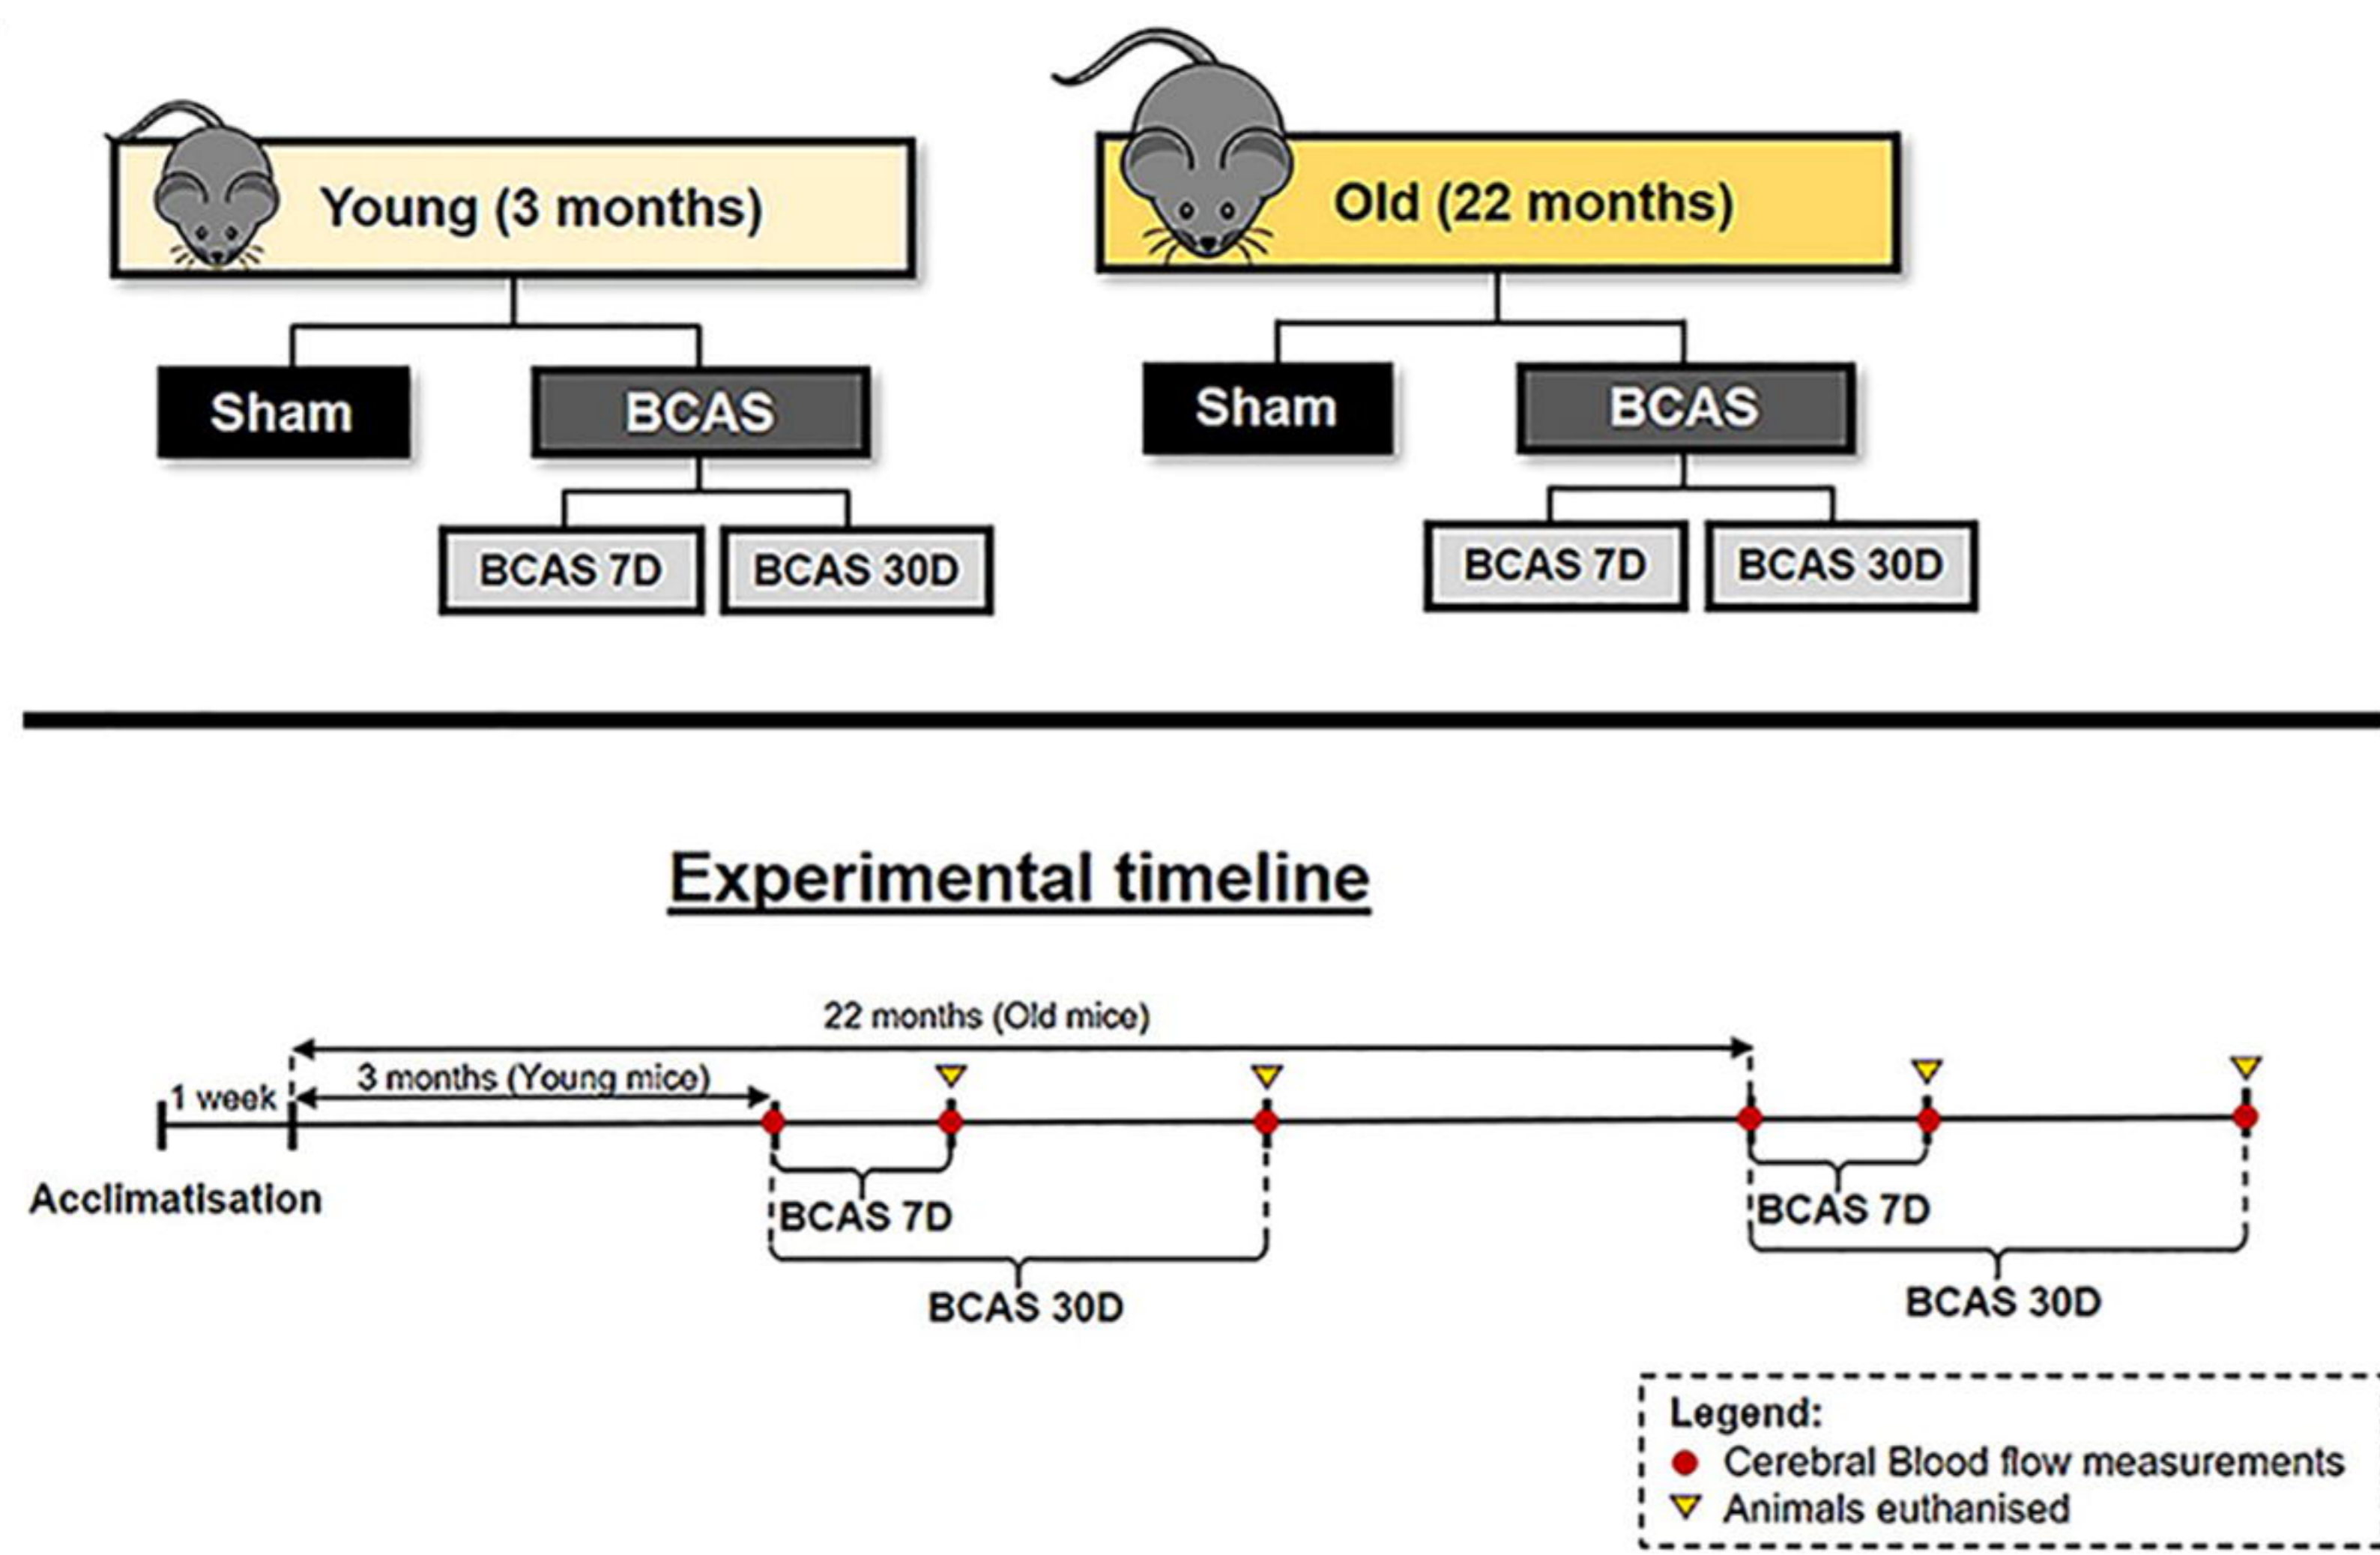 Young (3 months)
Old (22 months)
Sham
BCAS
Sham
BCAS
BCAS 7D
BCAS 30D
BCAS 7D
BCAS 30D
Experimental timeline
22 months (Old mice)
3 months (Young mice)
1 week
Acclimatisation
BCAS 7D
BCAS 7D
BCAS 30D
BCAS 30D
Legend:
Cerebral Blood flow measurements
Animals euthanised